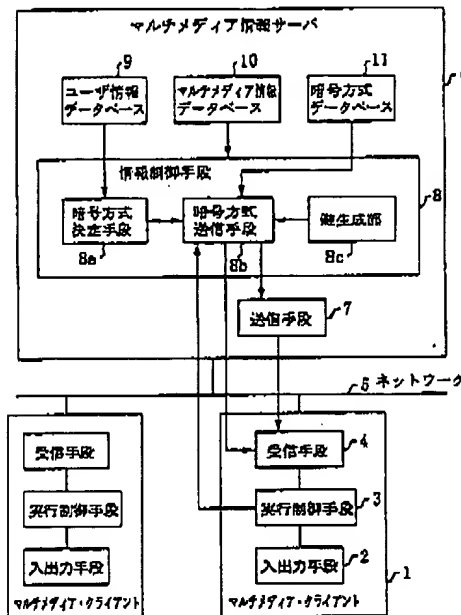 マルチメディア情報サーバ
9
10
11
6
ユーザ情報
データベース
マルチメディア情報
データベース
暗号方式
データベース
情報制御手段
8
暗号方式
決定手段
暗号方式
送信手段
鍵生成部
8a
8b
8c
送信手段
7
5 ネットワーク
受信手段
実行制御手段
入出力手段
マルチメディア・クライアント
受信手段
4
実行制御手段
3
入出力手段
2
1
マルチメディア・クライアント